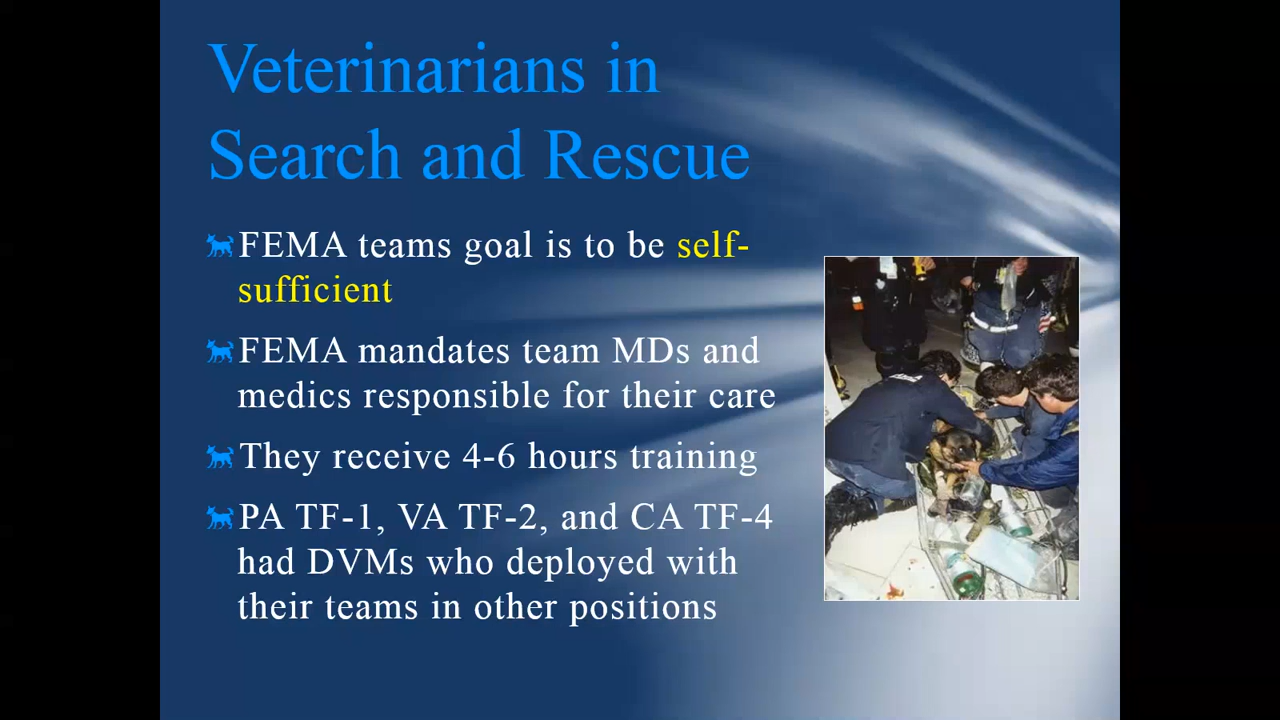 Veterinarians in
Search and Rescue
FEMA teams goal is to be self-
sufficient
FEMA mandates team MDs and
medics responsible for their care
They receive 4-6 hours training
PA TF-1, VA TF-2, and CA TF-4
had DVMs who deployed with
their teams in other positions